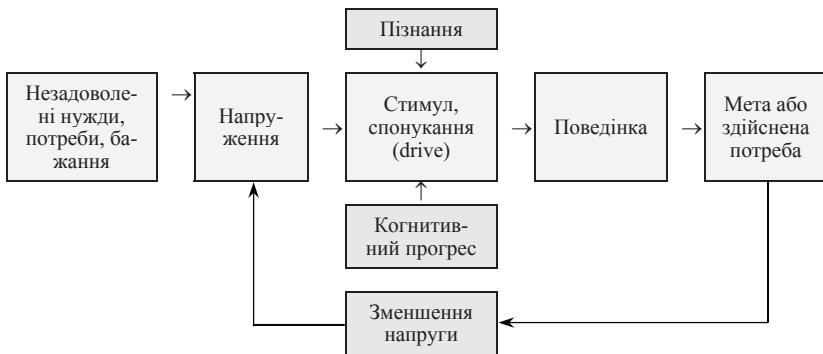 Пізнання
Незадоволе-
ні нужди,
потреби, ба-
жання
→
Напру-
ження
→
Стимул,
спонукання
(drive)
→
Поведінка
→
Мета або
здійснена
потреба
Когнитив-
ний прогрес
Зменшення
напруги